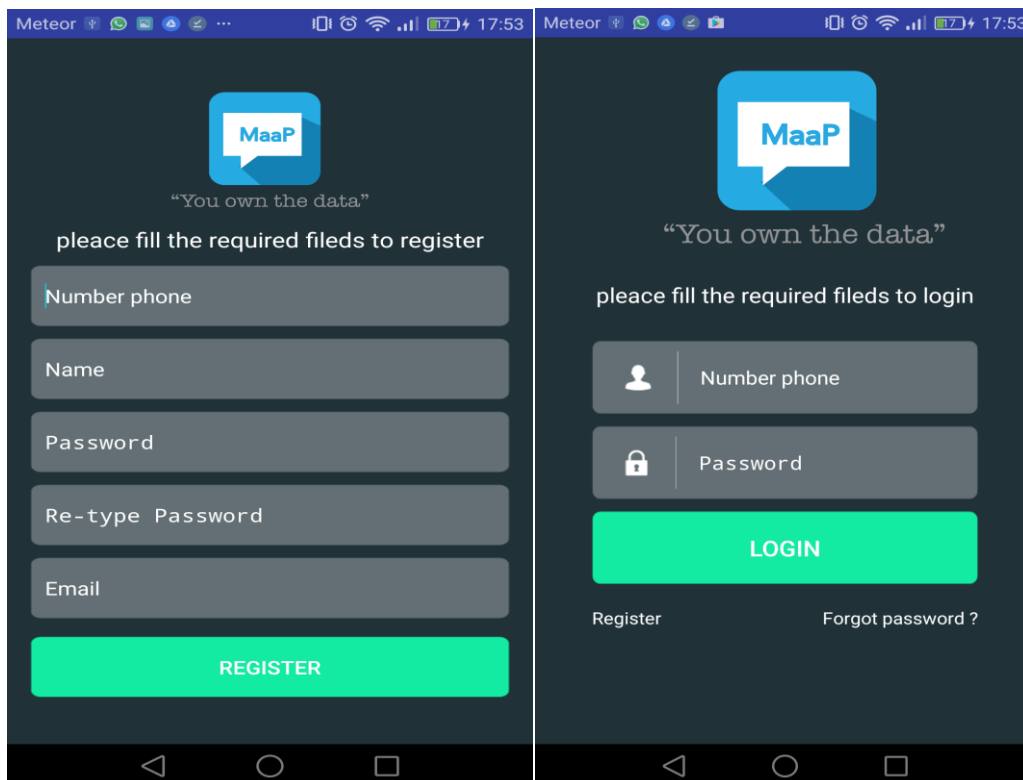 Meteor ... 17 17:53
MaaP
“You own the data”
pleace fill the required fileds to register
Number phone
Name
Password
Re-type Password
Email
REGISTER
Meteor 17 17:53
MaaP
“You own the data”
pleace fill the required fileds to login
Number phone
Password
LOGIN
Register Forgot password ?